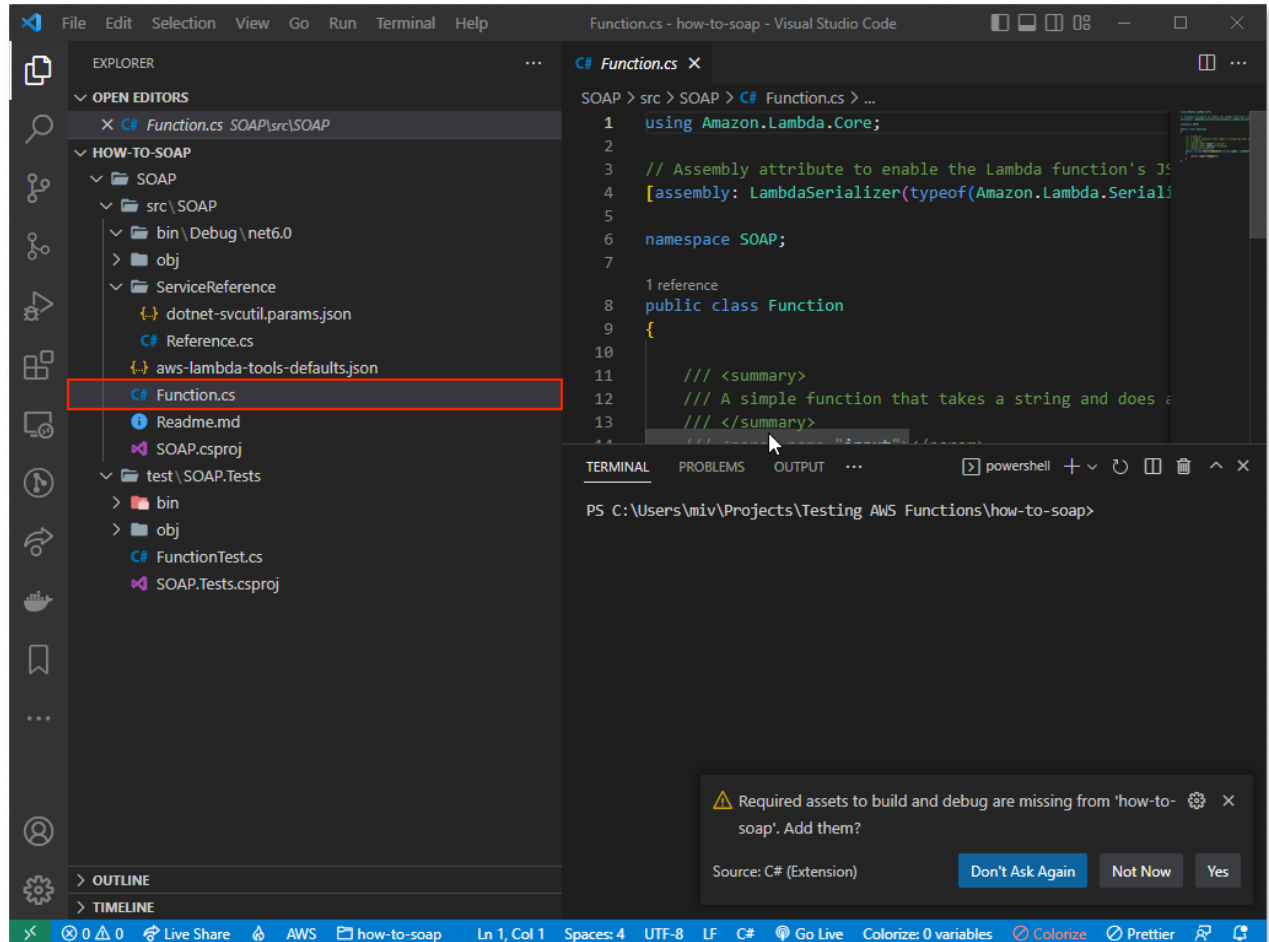 File Edit Selection View Go Run Terminal Help Function.cs - how-to-soap - Visual Studio Code
EXPLORER
OPEN EDITORS
C# Function.cs SOAP\src\SOAP
HOW-TO-SOAP
SOAP
src\SOAP
bin\Debug\net6.0
obj
ServiceReference
{..} dotnet-svcutil.params.json
C# Reference.cs
{..} aws-lambda-tools-defaults.json
C# Function.cs
Readme.md
SOAP.csproj
test\SOAP.Tests
bin
obj
C# FunctionTest.cs
SOAP.Tests.csproj
OUTLINE
TIMELINE
C# Function.cs
SOAP > src > SOAP > C# Function.cs > ...
1 using Amazon.Lambda.Core;
2
3 // Assembly attribute to enable the Lambda function's JS
4 [assembly: LambdaSerializer(typeof(Amazon.Lambda.Seriali
5
6 namespace SOAP;
7
1 reference
8 public class Function
9 {
10
11 /// <summary>
12 /// A simple function that takes a string and does a
13 /// </summary>
TERMINAL PROBLEMS OUTPUT powershell
PS C:\Users\miv\Projects\Testing AWS Functions\how-to-soap>
Required assets to build and debug are missing from 'how-to-
soap'. Add them?
Source: C# (Extension) Don't Ask Again Not Now Yes
0 0 Live Share AWS how-to-soap Ln 1, Col 1 Spaces: 4 UTF-8 LF C# Go Live Colorize: 0 variables Colorize Prettier